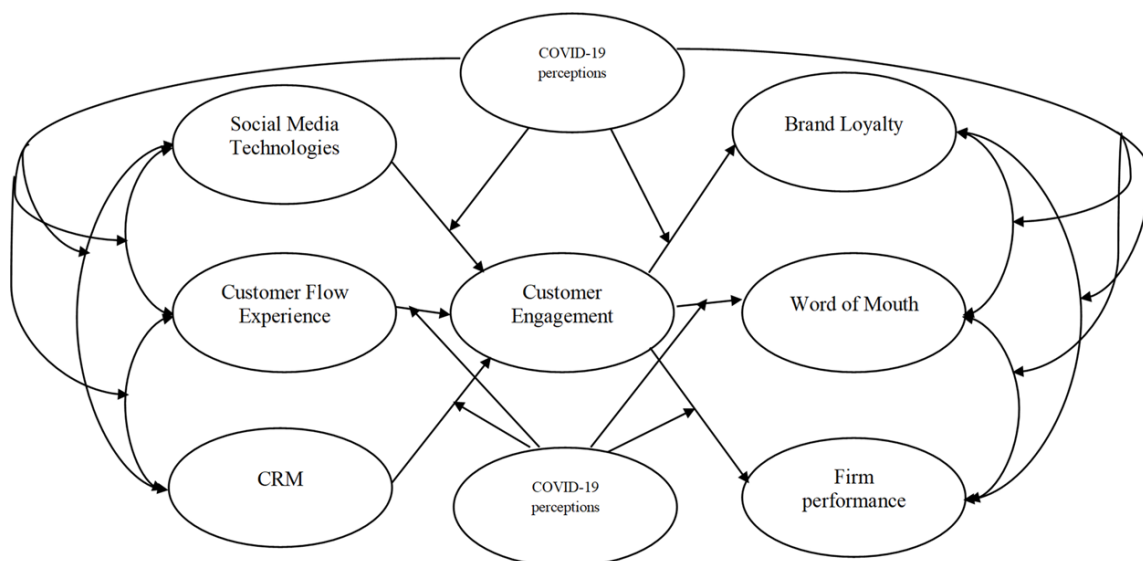 COVID-19
perceptions
Social Media
Technologies
Brand Loyalty
Customer Flow
Experience
Customer
Engagement
Word of Mouth
CRM
COVID-19
perceptions
Firm
performance